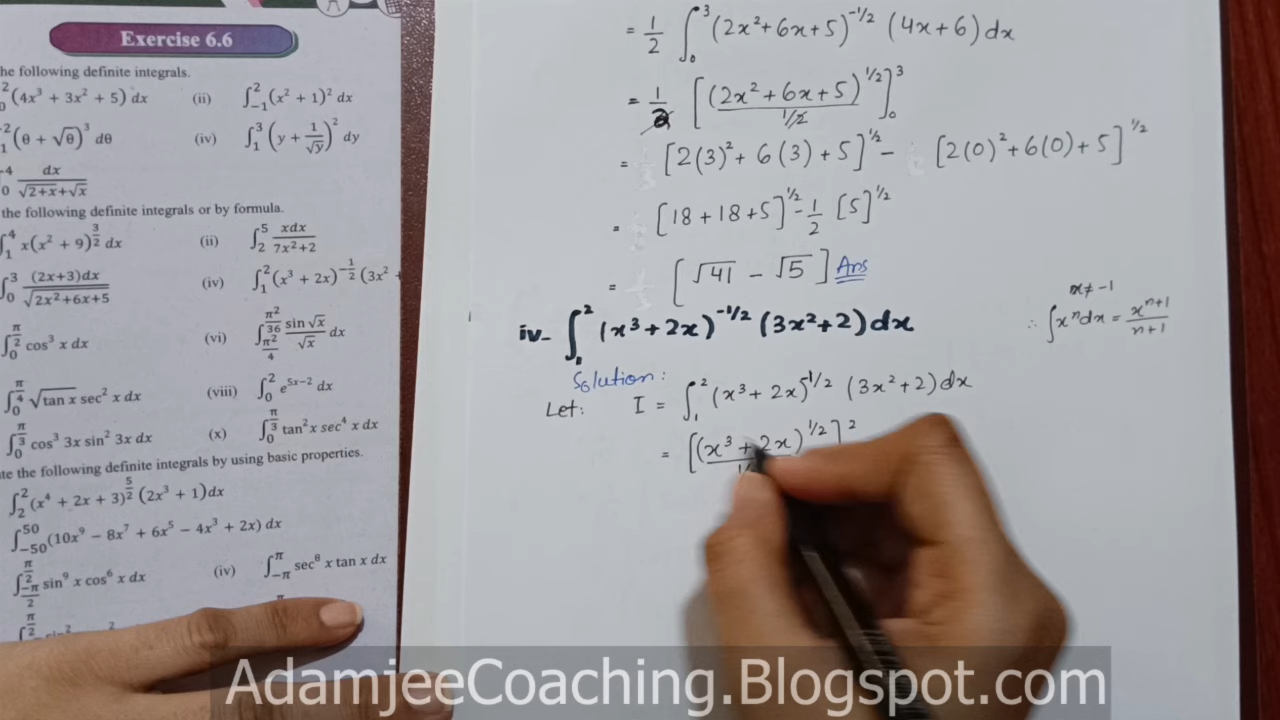 Exercise 6.6
he following definite integrals.
∫₀² (4x³ + 3x² + 5) dx (ii) ∫₋₁² (x² + 1)² dx
(θ + √θ)³ dθ (iv) ∫₁³ (y + 1/√y)² dy
dx/(√2+x + √x)
the following definite integrals or by formula.
∫₁⁴ x(x² + 9)^(3/2) dx (ii) ∫₂⁵ xdx/(7x²+2)
∫₀³ (2x+3)dx/√(2x²+6x+5) (iv) ∫₁² (x³ + 2x)^(-1/2) (3x² +
∫₀^(π/2) cos³ x dx (vi) ∫_(π²/4)^(π²/36) sin √x/√x dx
∫₀^(π/4) √tan x sec² x dx (viii) ∫₀² e^(5x−2) dx
∫₀^(π/3) cos³ 3x sin² 3x dx (x) ∫₀^(π/3) tan² x sec⁴ x dx
te the following definite integrals by using basic properties.
∫₂² (x⁴ + 2x + 3)^(5/2) (2x³ + 1)dx
∫₋₅₀⁵⁰ (10x⁹ − 8x⁷ + 6x⁵ − 4x³ + 2x) dx
∫_(−π/2)^(π/2) sin⁹ x cos⁶ x dx (iv) ∫₋π^π sec⁸ x tan x dx
= 1/2 ∫₀³ (2x²+6x+5)^(-1/2) (4x+6) dx
= 1/2 [(2x²+6x+5)^(1/2)/(1/2)]₀³
= [2(3)²+ 6(3)+5]^(1/2) − [2(0)²+6(0)+5]^(1/2)
= [18+18+5]^(1/2) − 1/2 [5]^(1/2)
= [√41 − √5] Ans
iv- ∫₁² (x³+2x)^(-1/2) (3x²+2) dx
x≠-1
∴ ∫xⁿdx = x^(n+1)/(n+1)
Solution:
Let: I = ∫₁² (x³+ 2x)^(-1/2) (3x²+2) dx
= [(x³+2x)^(1/2)]²
AdamjeeCoaching.Blogspot.com